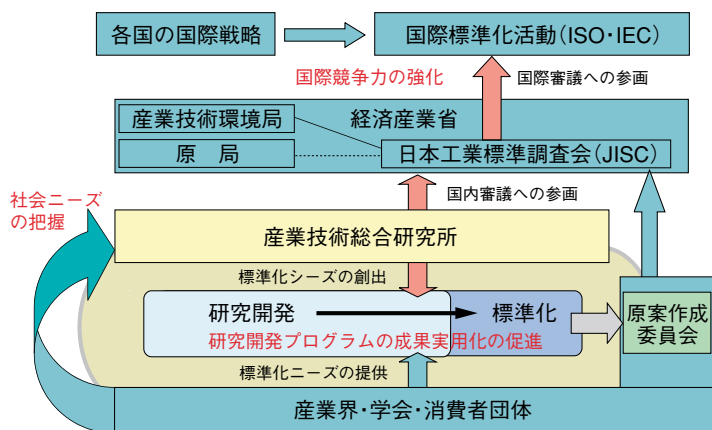 各国の国際戦略
国際標準化活動(ISO・IEC)
国際競争力の強化
国際審議への参画
産業技術環境局
経済産業省
原 局
日本工業標準調査会(JISC)
社会ニーズ
の把握
国内審議への参画
産業技術総合研究所
標準化シーズの創出
研究開発
標準化
原案作成
委員会
研究開発プログラムの成果実用化の促進
標準化ニーズの提供
産業界・学会・消費者団体